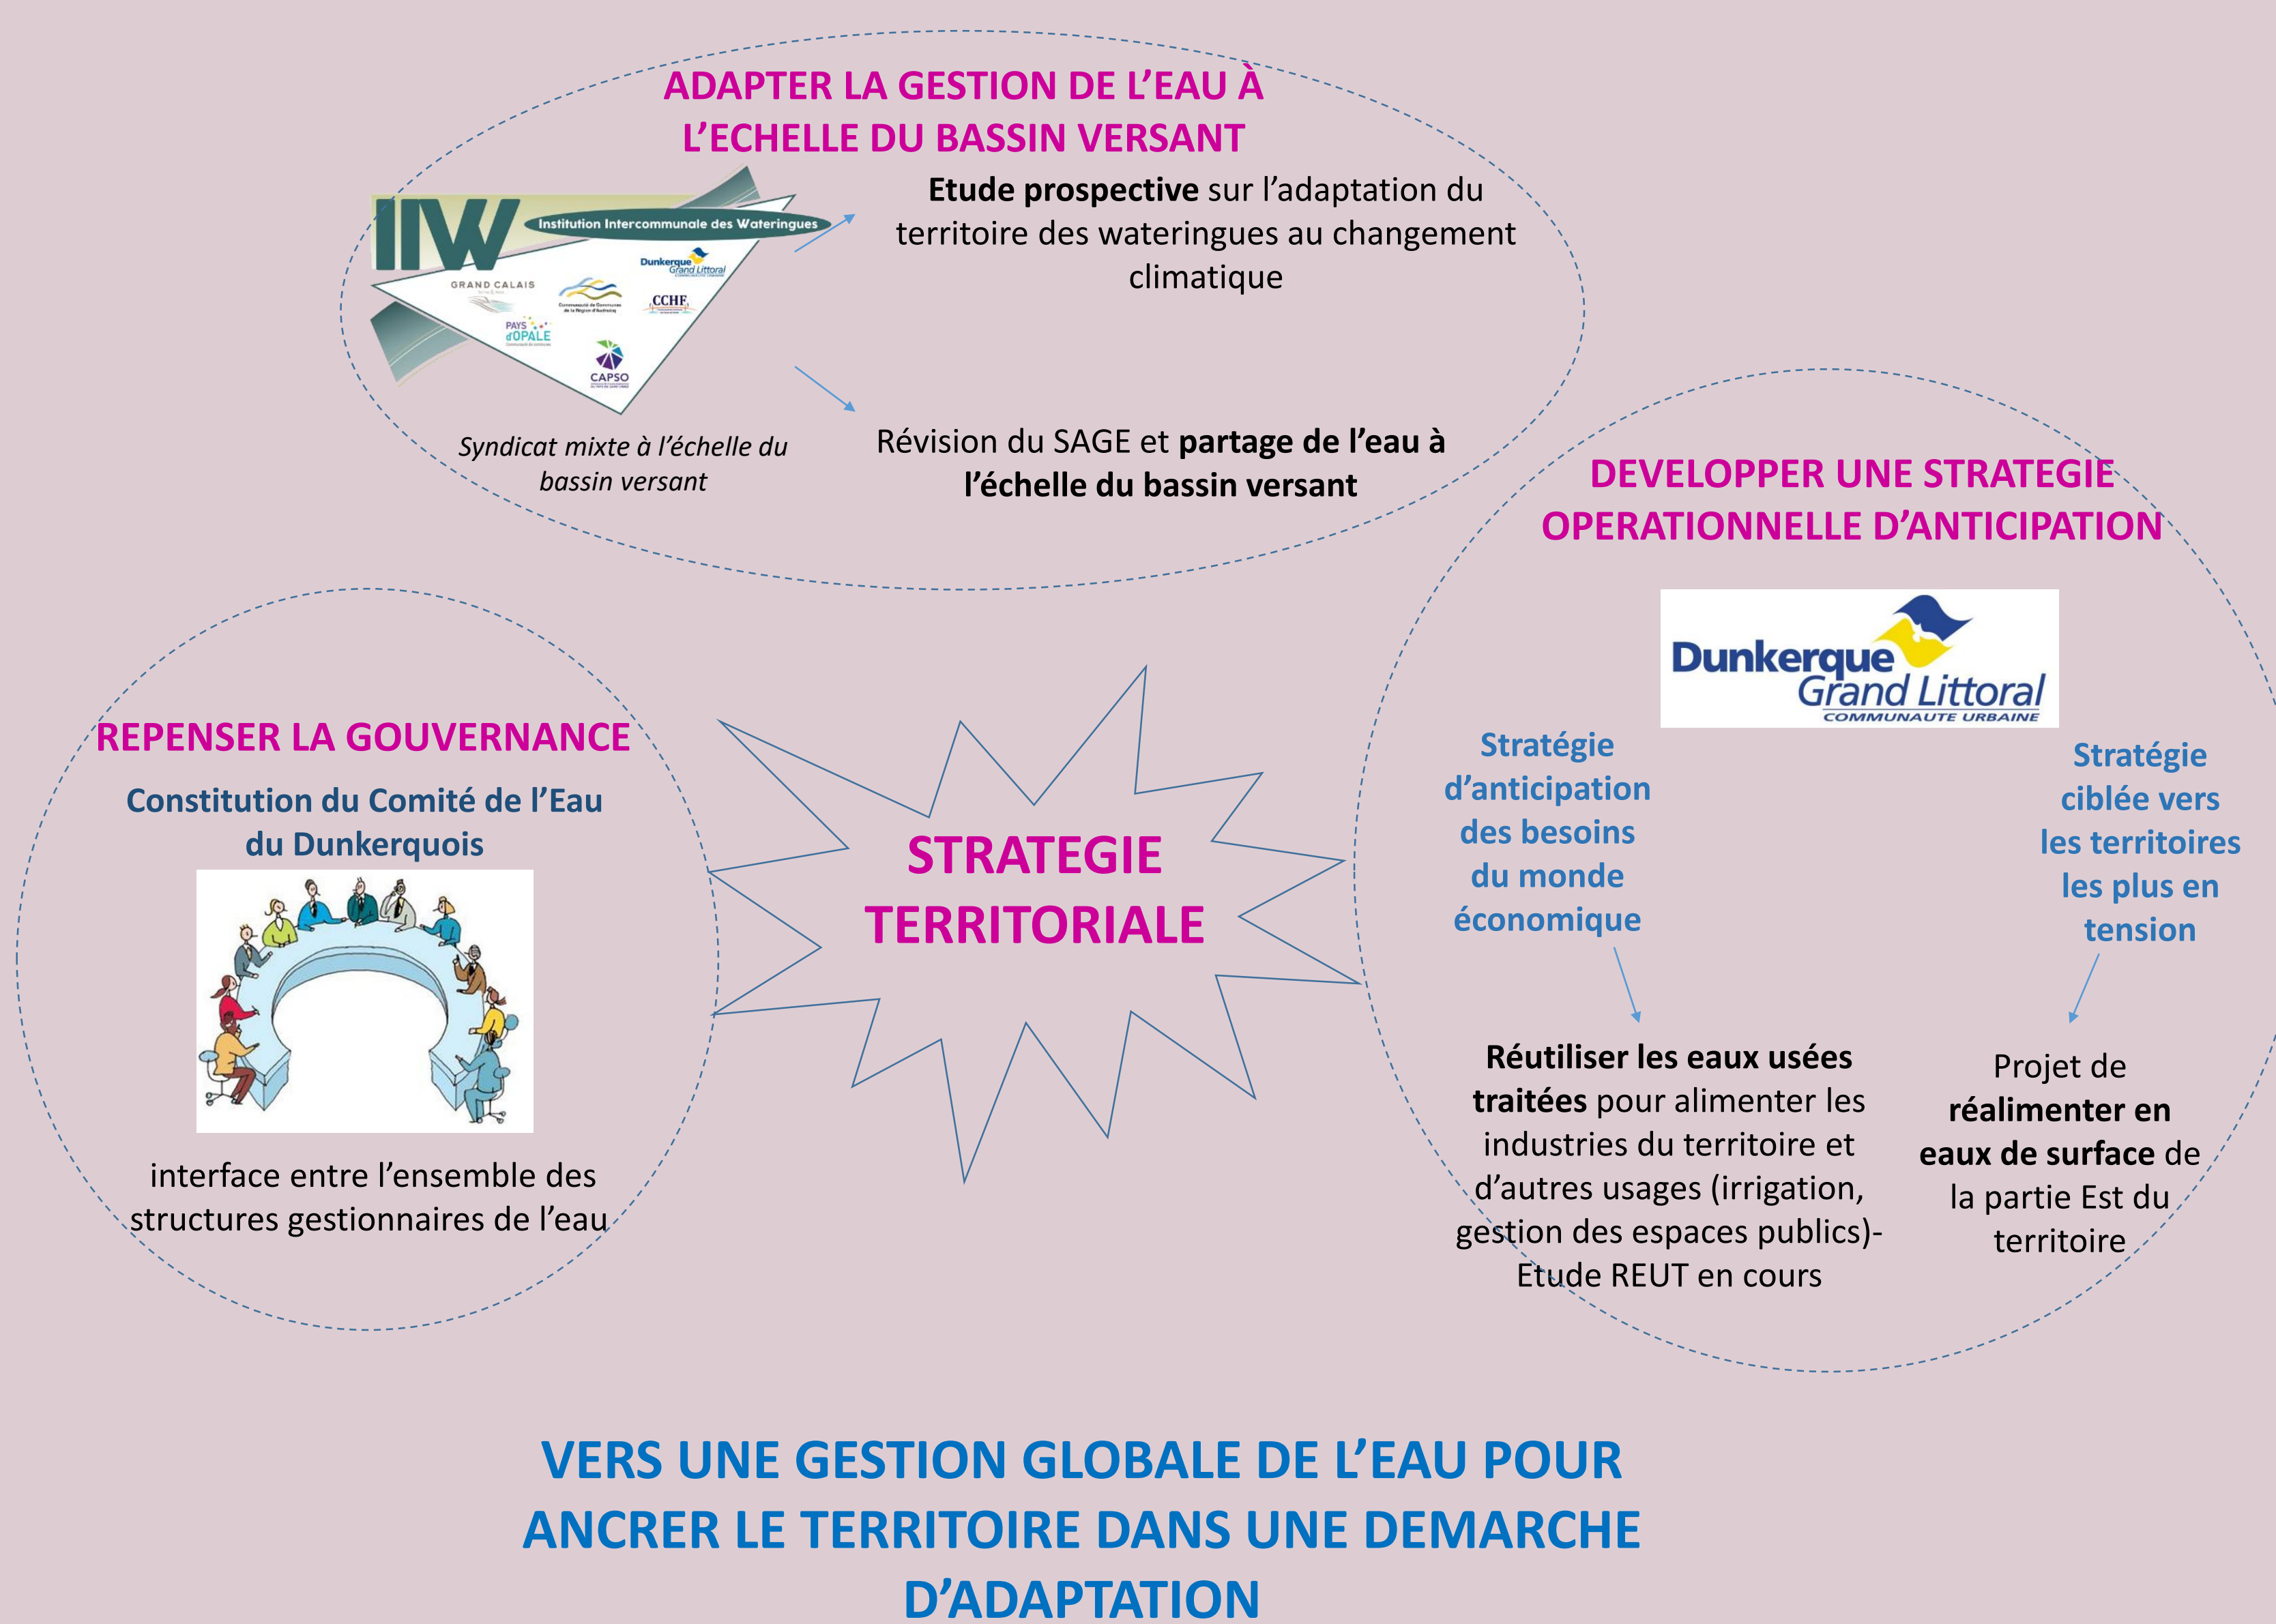 ADAPTER LA GESTION DE L’EAU À
L’ECHELLE DU BASSIN VERSANT
IIW
Institution Intercommunale des Wateringues
Dunkerque
Grand Littoral
GRAND CALAIS
Communauté de Communes
de la Région d'Audruicq
CCHF
PAYS
d'OPALE
CAPSO
Syndicat mixte à l’échelle du
bassin versant
Etude prospective sur l’adaptation du
territoire des wateringues au changement
climatique
Révision du SAGE et partage de l’eau à
l’échelle du bassin versant
REPENSER LA GOUVERNANCE
Constitution du Comité de l’Eau
du Dunkerquois
interface entre l’ensemble des
structures gestionnaires de l’eau
STRATEGIE
TERRITORIALE
DEVELOPPER UNE STRATEGIE
OPERATIONNELLE D’ANTICIPATION
Dunkerque
Grand Littoral
COMMUNAUTE URBAINE
Stratégie
d’anticipation
des besoins
du monde
économique
Réutiliser les eaux usées
traitées pour alimenter les
industries du territoire et
d’autres usages (irrigation,
gestion des espaces publics)-
Etude REUT en cours
Stratégie
ciblée vers
les territoires
les plus en
tension
Projet de
réalimenter en
eaux de surface de
la partie Est du
territoire
VERS UNE GESTION GLOBALE DE L’EAU POUR
ANCRER LE TERRITOIRE DANS UNE DEMARCHE
D’ADAPTATION